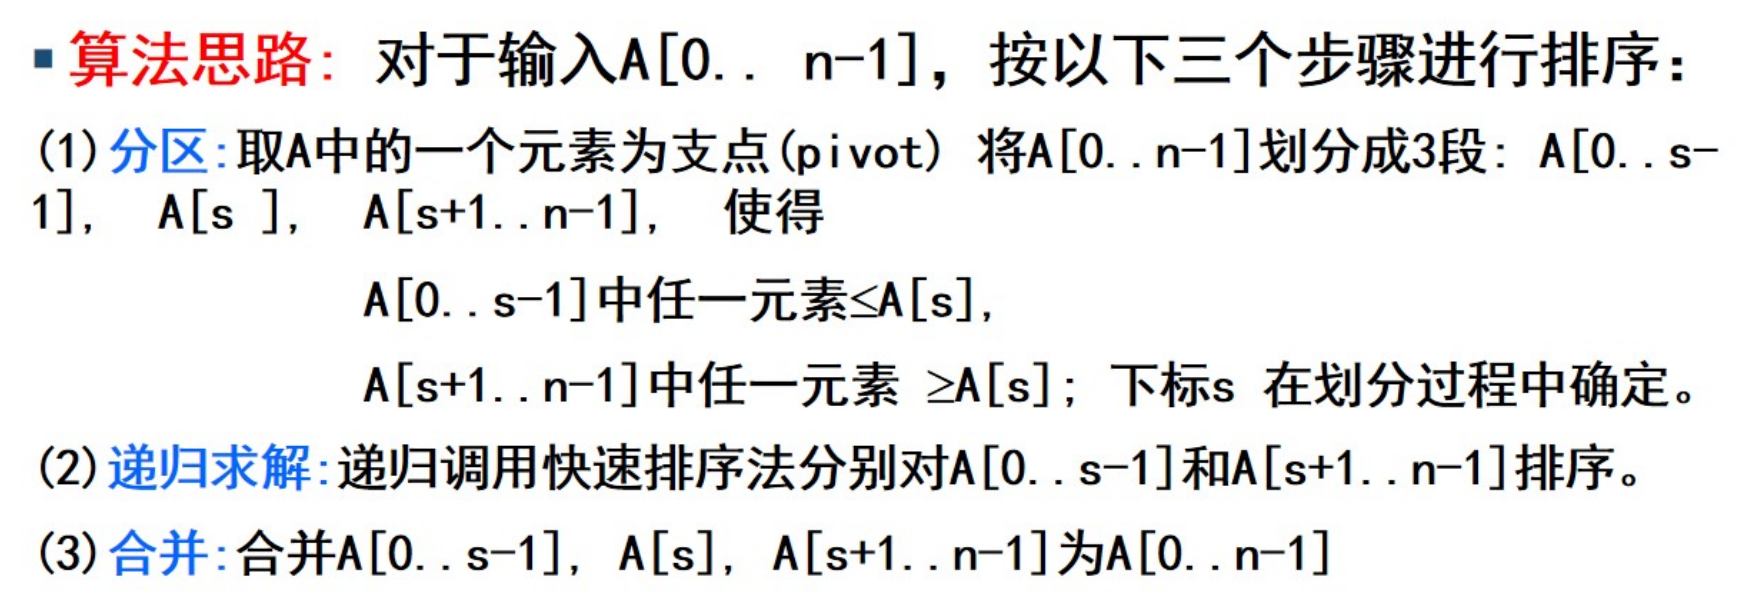 ▪算法思路: 对于输入A[0.. n-1], 按以下三个步骤进行排序:
(1)分区:取A中的一个元素为支点(pivot) 将A[0..n-1]划分成3段: A[0..s-
1], A[s ], A[s+1..n-1], 使得
A[0..s-1]中任一元素≤A[s],
A[s+1..n-1]中任一元素 ≥A[s]; 下标s 在划分过程中确定。
(2)递归求解:递归调用快速排序法分别对A[0..s-1]和A[s+1..n-1]排序。
(3)合并:合并A[0..s-1], A[s], A[s+1..n-1]为A[0..n-1]